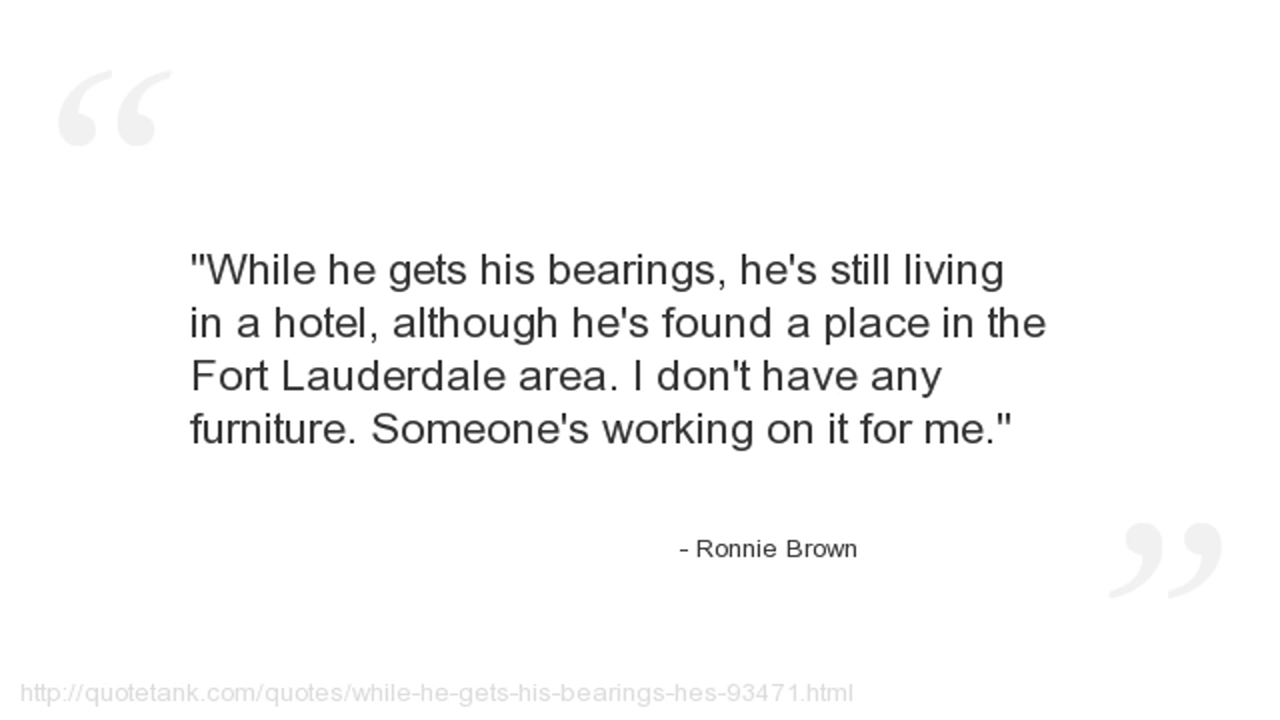 “
"While he gets his bearings, he's still living
in a hotel, although he's found a place in the
Fort Lauderdale area. I don't have any
furniture. Someone's working on it for me."
- Ronnie Brown
”
http://quotetank.com/quotes/while-he-gets-his-bearings-hes-93471.html